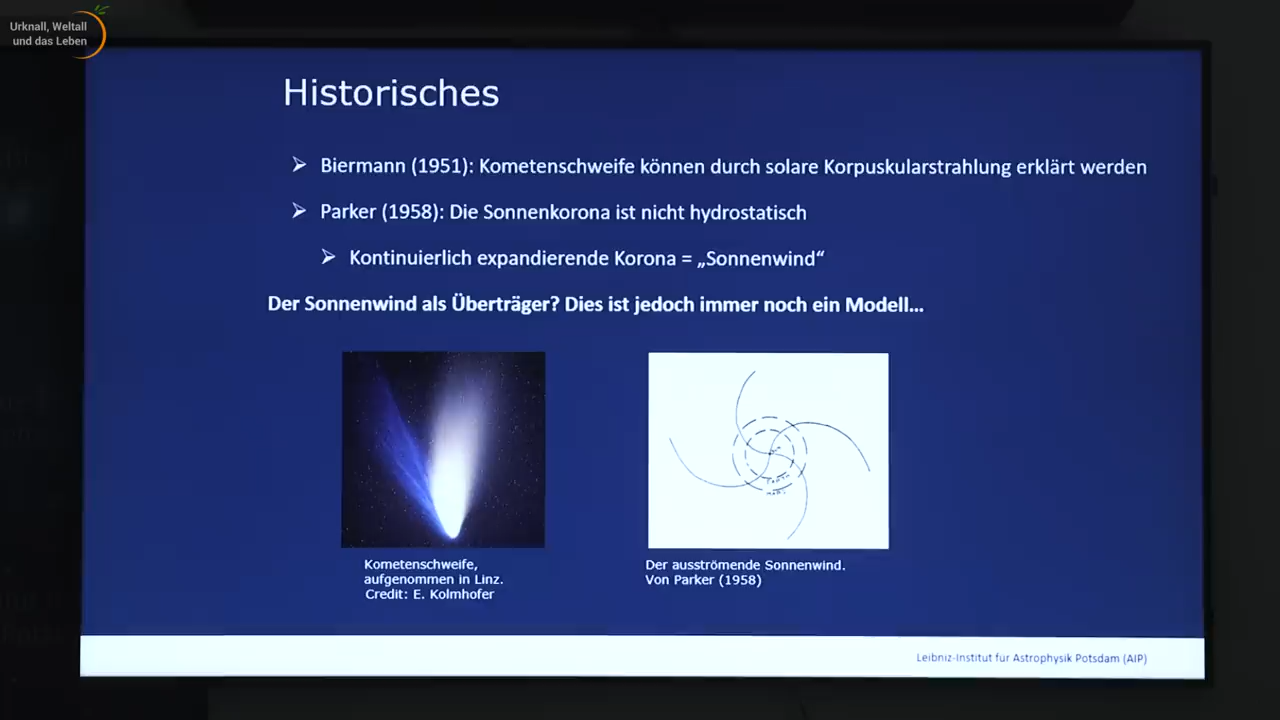 Urknall, Weltall
und das Leben
Historisches
Biermann (1951): Kometenschweife können durch solare Korpuskularstrahlung erklärt werden
Parker (1958): Die Sonnenkorona ist nicht hydrostatisch
Kontinuierlich expandierende Korona = „Sonnenwind“
Der Sonnenwind als Überträger? Dies ist jedoch immer noch ein Modell...
Kometenschweife,
aufgenommen in Linz.
Credit: E. Kolmhofer
Der ausströmende Sonnenwind.
Von Parker (1958)
Leibniz-Institut für Astrophysik Potsdam (AIP)